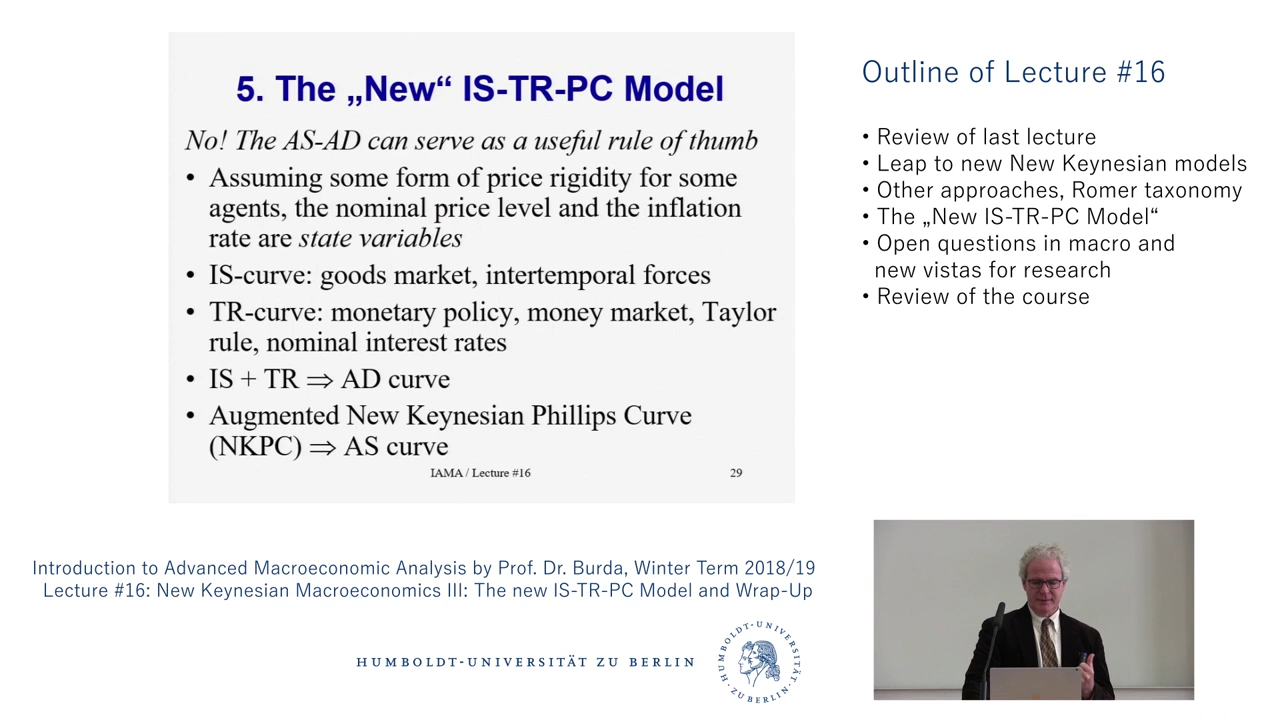 5. The „New“ IS-TR-PC Model
No! The AS-AD can serve as a useful rule of thumb
• Assuming some form of price rigidity for some
agents, the nominal price level and the inflation
rate are state variables
• IS-curve: goods market, intertemporal forces
• TR-curve: monetary policy, money market, Taylor
rule, nominal interest rates
• IS + TR ⇒ AD curve
• Augmented New Keynesian Phillips Curve
(NKPC) ⇒ AS curve
IAMA / Lecture #16
29
Outline of Lecture #16
• Review of last lecture
• Leap to new New Keynesian models
• Other approaches, Romer taxonomy
• The „New IS-TR-PC Model“
• Open questions in macro and
new vistas for research
• Review of the course
Introduction to Advanced Macroeconomic Analysis by Prof. Dr. Burda, Winter Term 2018/19
Lecture #16: New Keynesian Macroeconomics III: The new IS-TR-PC Model and Wrap-Up
HUMBOLDT-UNIVERSITÄT ZU BERLIN
HUMBOLDT-UNIVERSITÄT · ZU BERLIN ·